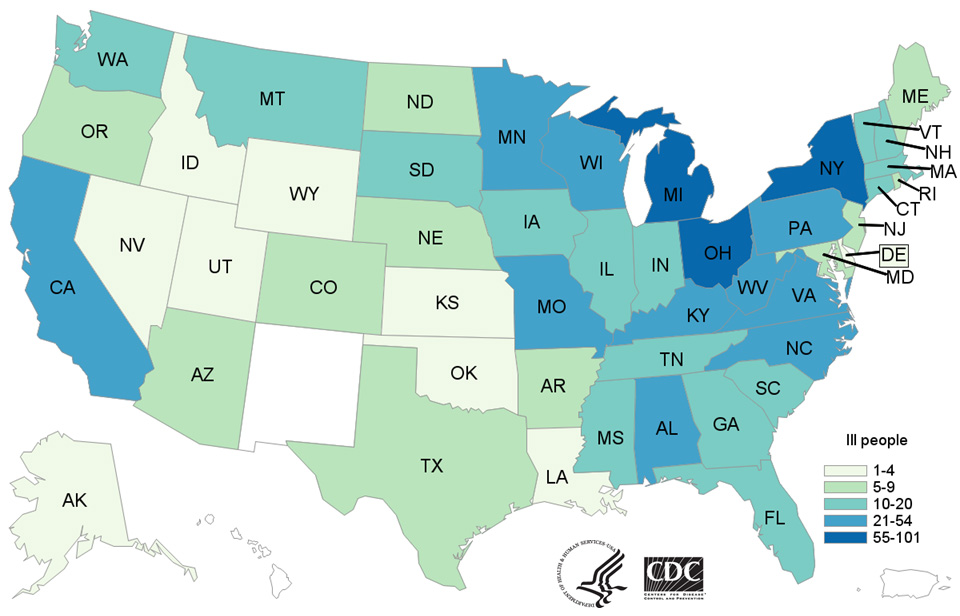 WA
MT
ND
ME
OR
MN
VT
ID
SD
WI
NH
WY
NY
MA
MI
RI
IA
CT
NE
PA
NJ
NV
OH
DE
UT
IL
IN
MD
CA
CO
WV
VA
KS
MO
KY
NC
TN
AZ
OK
AR
SC
MS
AL
GA
TX
LA
AK
FL
Ill people
1-4
5-9
10-20
21-54
55-101
DEPARTMENT OF HEALTH & HUMAN SERVICES•USA
CDC
CENTERS FOR DISEASE
CONTROL AND PREVENTION